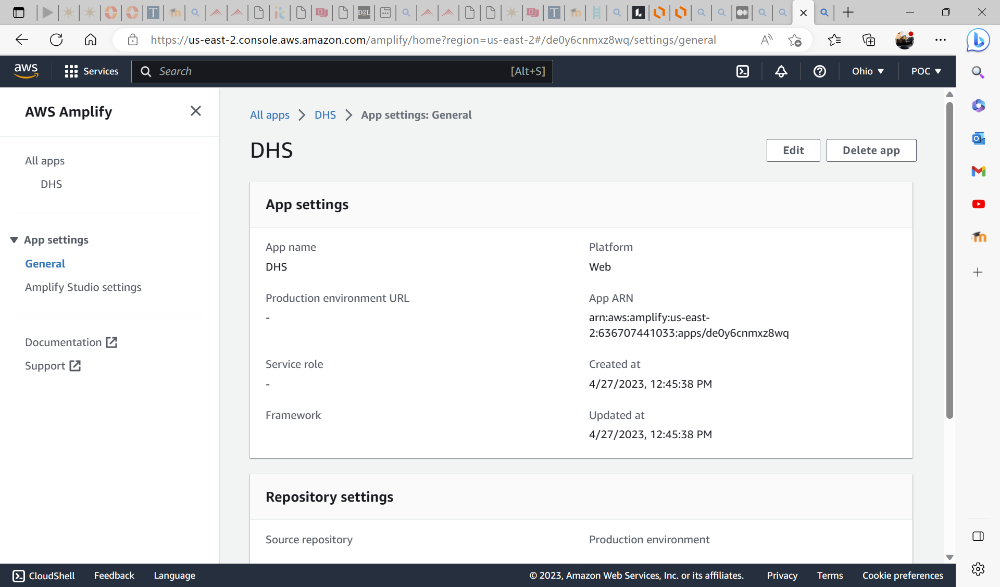 D2L
https://us-east-2.console.aws.amazon.com/amplify/home?region=us-east-2#/de0y6cnmxz8wq/settings/general
aws
Services
Search
[Alt+S]
Ohio
POC
AWS Amplify
All apps
DHS
App settings
General
Amplify Studio settings
Documentation
Support
All apps > DHS > App settings: General
DHS
Edit
Delete app
App settings
App name
DHS
Production environment URL
-
Service role
-
Framework
Platform
Web
App ARN
arn:aws:amplify:us-east-
2:636707441033:apps/de0y6cnmxz8wq
Created at
4/27/2023, 12:45:38 PM
Updated at
4/27/2023, 12:45:38 PM
Repository settings
Source repository
Production environment
CloudShell
Feedback
Language
© 2023, Amazon Web Services, Inc. or its affiliates.
Privacy
Terms
Cookie preferences